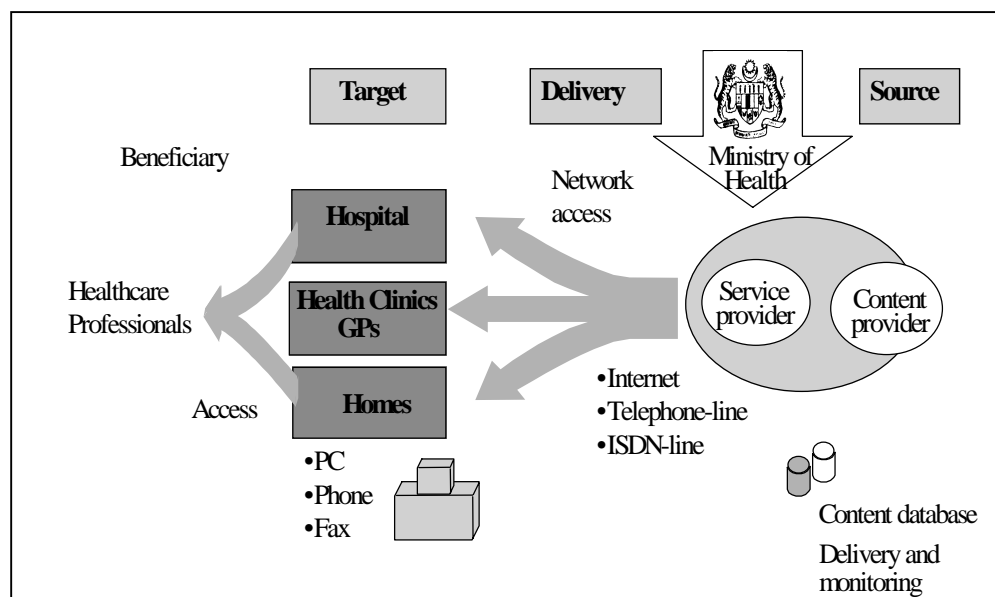 Target
Delivery
Source
Beneficiary
Ministry of
Health
Network
access
Hospital
Healthcare
Professionals
Health Clinics
GPs
Service
provider
Content
provider
Access
Homes
•Internet
•Telephone-line
•ISDN-line
•PC
•Phone
•Fax
Content database
Delivery and
monitoring